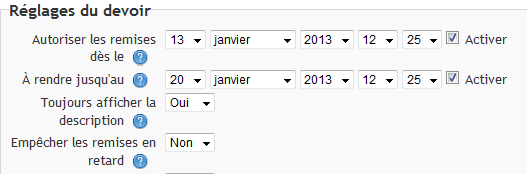 Réglages du devoir
Autoriser les remises dès le 13 janvier 2013 12 25 Activer
À rendre jusqu'au 20 janvier 2013 12 25 Activer
Toujours afficher la description Oui
Empêcher les remises en retard Non